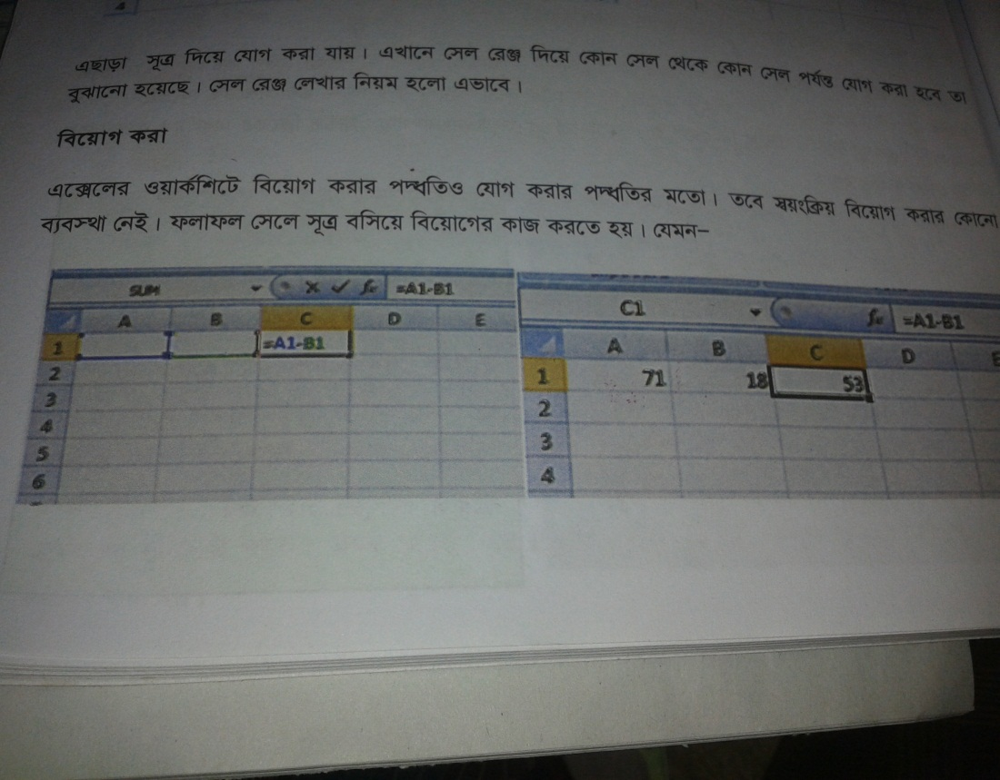 4
এছাড়া সূত্র দিয়ে যোগ করা যায়। এখানে সেল রেঞ্জ দিয়ে কোন সেল থেকে কোন সেল পর্যন্ত যোগ করা হবে তা
বুঝানো হয়েছে। সেল রেঞ্জ লেখার নিয়ম হলো এভাবে।
বিয়োগ করা
এক্সেলের ওয়ার্কশিটে বিয়োগ করার পদ্ধতিও যোগ করার পদ্ধতির মতো। তবে স্বয়ংক্রিয় বিয়োগ করার কোনো
ব্যবস্থা নেই। ফলাফল সেলে সূত্র বসিয়ে বিয়োগের কাজ করতে হয়। যেমন–
SUM =A1-B1
A B C D E
1 =A1-B1
2
3
4
5
6
C1 =A1-B1
A B C D E
1 71 18 53
2
3
4